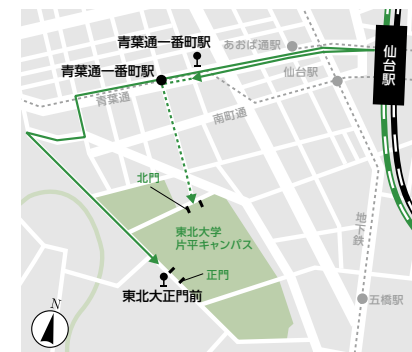 青葉通一番町駅
あおば通駅
仙台駅
青葉通一番町駅
仙台駅
青葉通
南町通
北門
東北大学
片平キャンパス
地下鉄
正門
東北大正門前
五橋駅
N